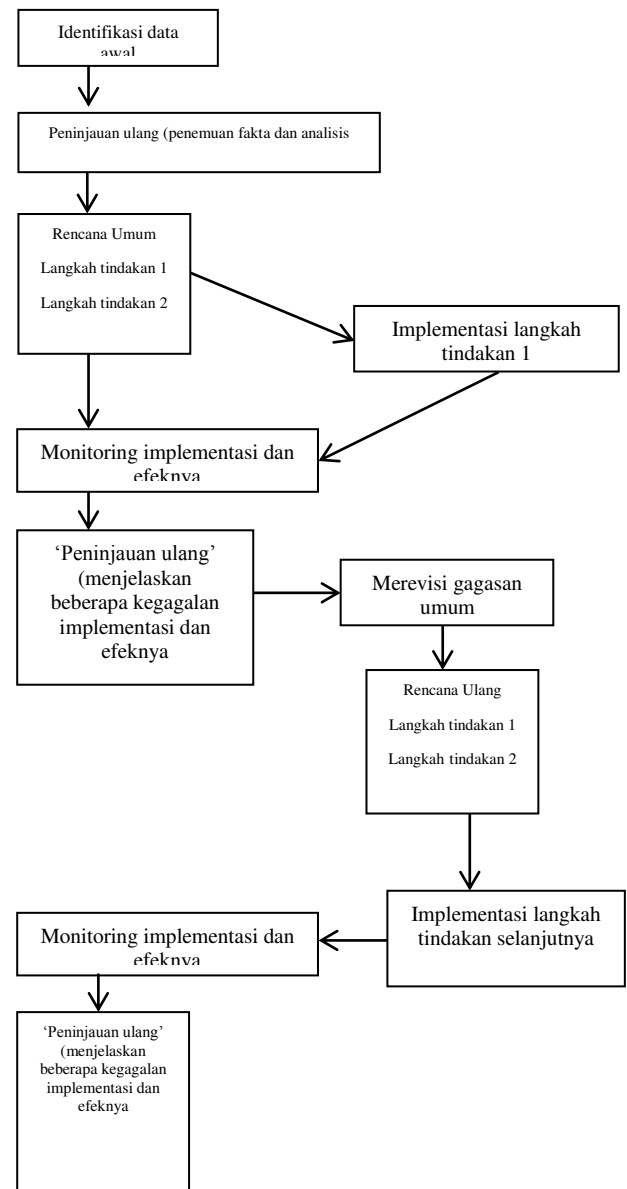 Identifikasi data
awal
Peninjauan ulang (penemuan fakta dan analisis
Rencana Umum
Langkah tindakan 1
Langkah tindakan 2
Implementasi langkah
tindakan 1
Monitoring implementasi dan
efeknya
‘Peninjauan ulang’
(menjelaskan
beberapa kegagalan
implementasi dan
efeknya
Merevisi gagasan
umum
Rencana Ulang
Langkah tindakan 1
Langkah tindakan 2
Implementasi langkah
tindakan selanjutnya
Monitoring implementasi dan
efeknya
‘Peninjauan ulang’
(menjelaskan
beberapa kegagalan
implementasi dan
efeknya